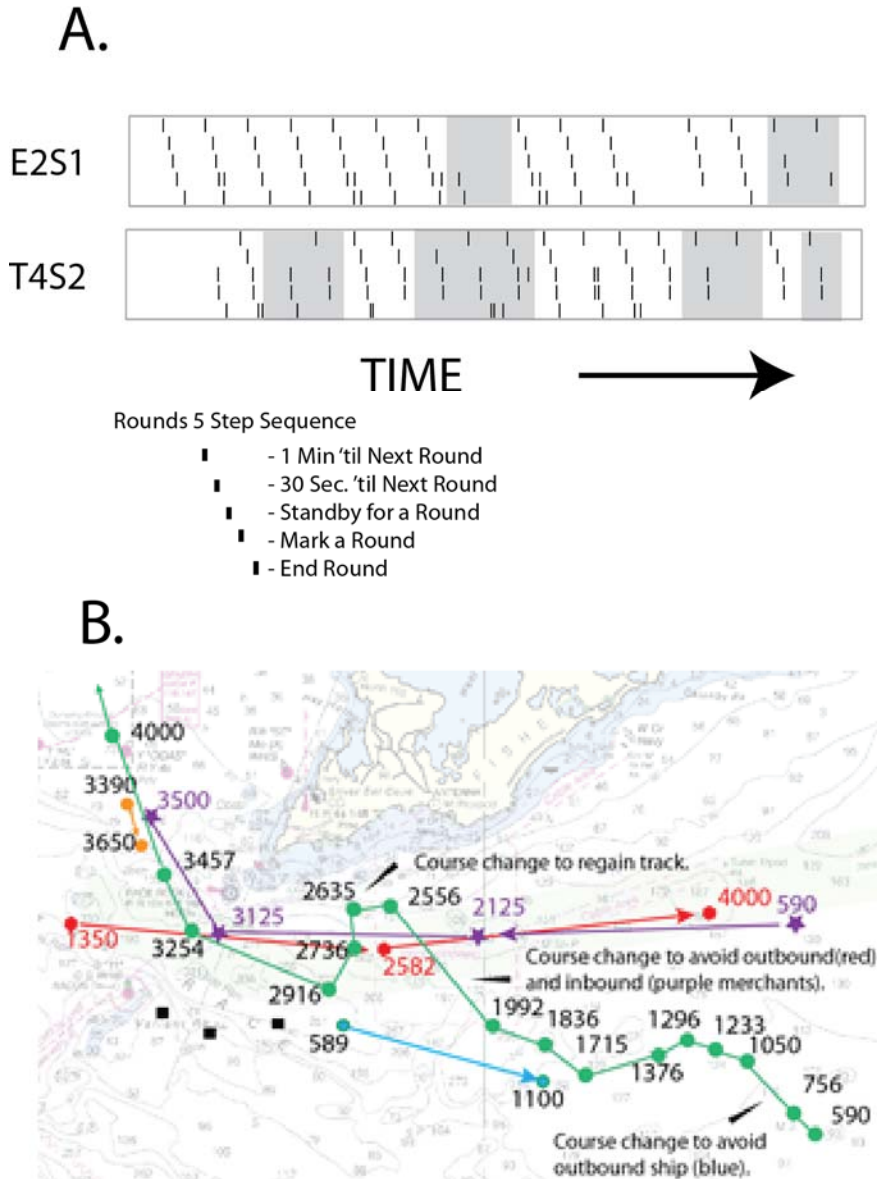 A.
E2S1
T4S2
TIME
Rounds 5 Step Sequence
- 1 Min ‘til Next Round
- 30 Sec. ‘til Next Round
- Standby for a Round
- Mark a Round
- End Round
B.
4000
3390
3500
3650
3457
Course change to regain track.
2635
2556
4000
590
3125
2125
1350
3254
2736
2582
Course change to avoid outbound(red)
and inbound (purple merchants).
2916
1992
589
1836
1296
1233
1715
1050
1376
1100
756
590
Course change to avoid
outbound ship (blue).